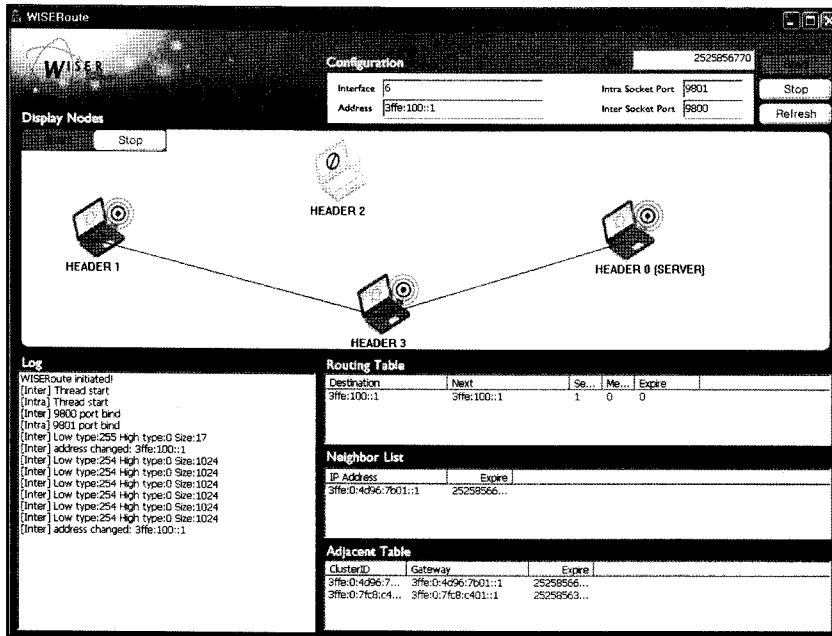 WISERoute
WISER
Configuration
2525856770
Interface 6
Intra Socket Port 9801
Stop
Address 3ffe:100::1
Inter Socket Port 9800
Refresh
Display Nodes
Stop
HEADER 2
HEADER 1
HEADER 0 (SERVER)
HEADER 3
Log
WISERoute initiated!
[Inter] Thread start
[Intra] Thread start
[Inter] 9800 port bind
[Intra] 9801 port bind
[Inter] Low type:255 High type:0 Size:17
[Inter] address changed: 3ffe:100::1
[Inter] Low type:254 High type:0 Size:1024
[Inter] Low type:254 High type:0 Size:1024
[Inter] Low type:254 High type:0 Size:1024
[Inter] Low type:254 High type:0 Size:1024
[Inter] Low type:254 High type:0 Size:1024
[Inter] Low type:254 High type:0 Size:1024
[Inter] address changed: 3ffe:100::1
Routing Table
Destination Next Se... Me... Expire
3ffe:100::1 3ffe:100::1 1 0 0
Neighbor List
IP Address Expire
3ffe:0:4d96:7b01::1 25258566...
Adjacent Table
ClusterID Gateway Expire
3ffe:0:4d96:7... 3ffe:0:4d96:7b01::1 25258566...
3ffe:0:7fc8:c4... 3ffe:0:7fc8:c401::1 25258563...